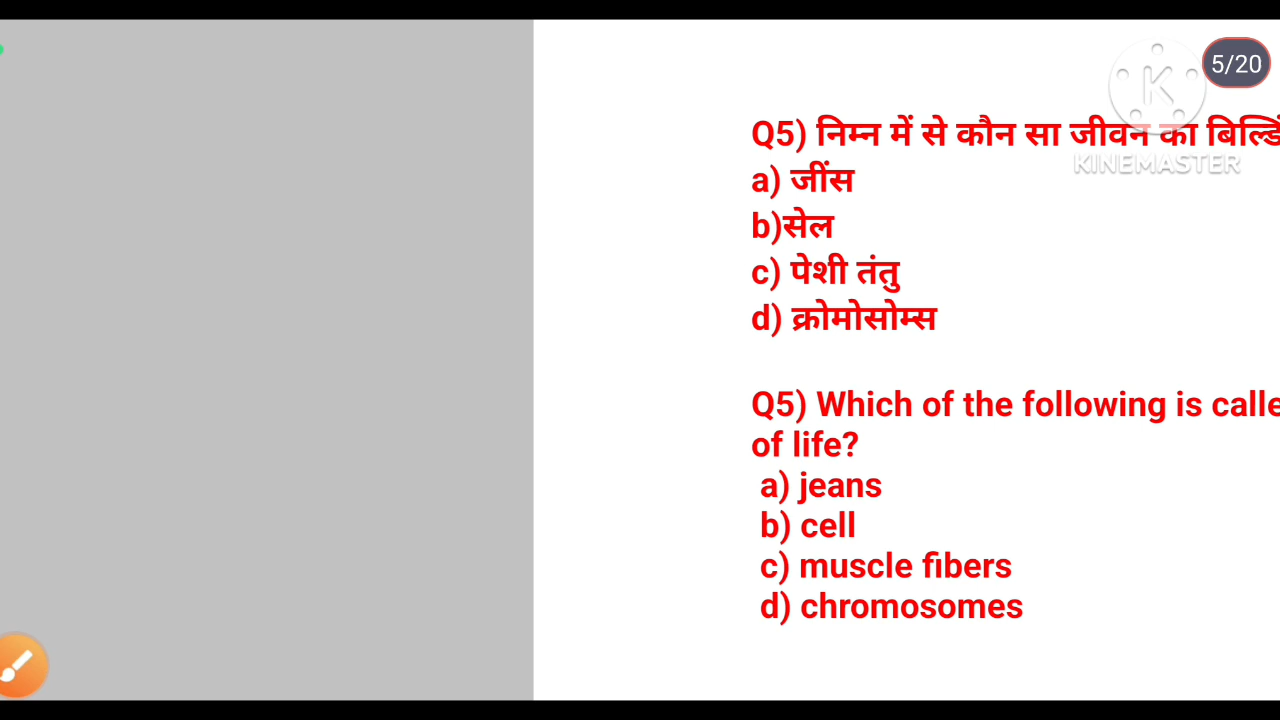 5/20
Q5) निम्न में से कौन सा जीवन का
KINEMASTER
a) जींस
b)सेल
c) पेशी तंतु
d) क्रोमोसोम्स
Q5) Which of the following is calle
of life?
a) jeans
b) cell
c) muscle fibers
d) chromosomes